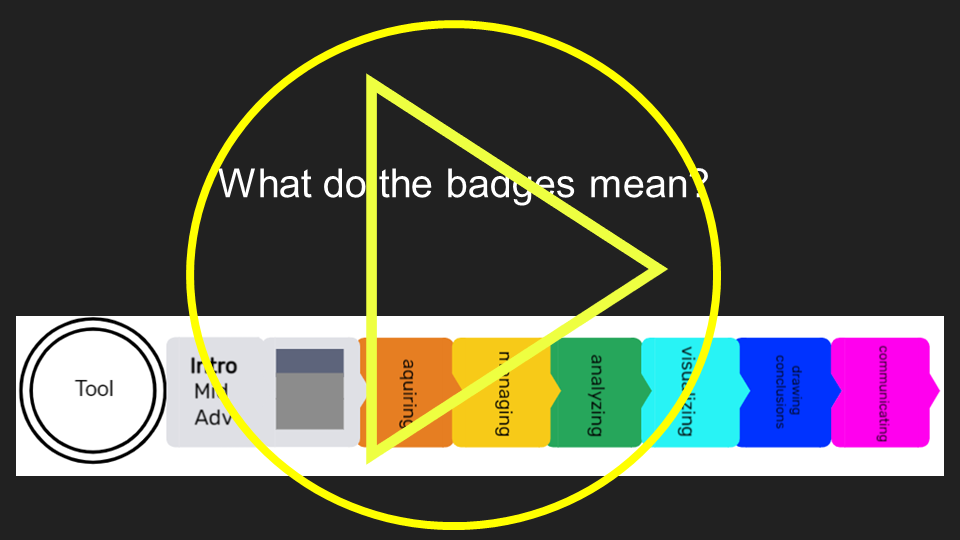 What do the badges mean?
Tool
Intro
Mid
Adv
aquiring
managing
analyzing
visualizing
drawing
conclusions
communicating